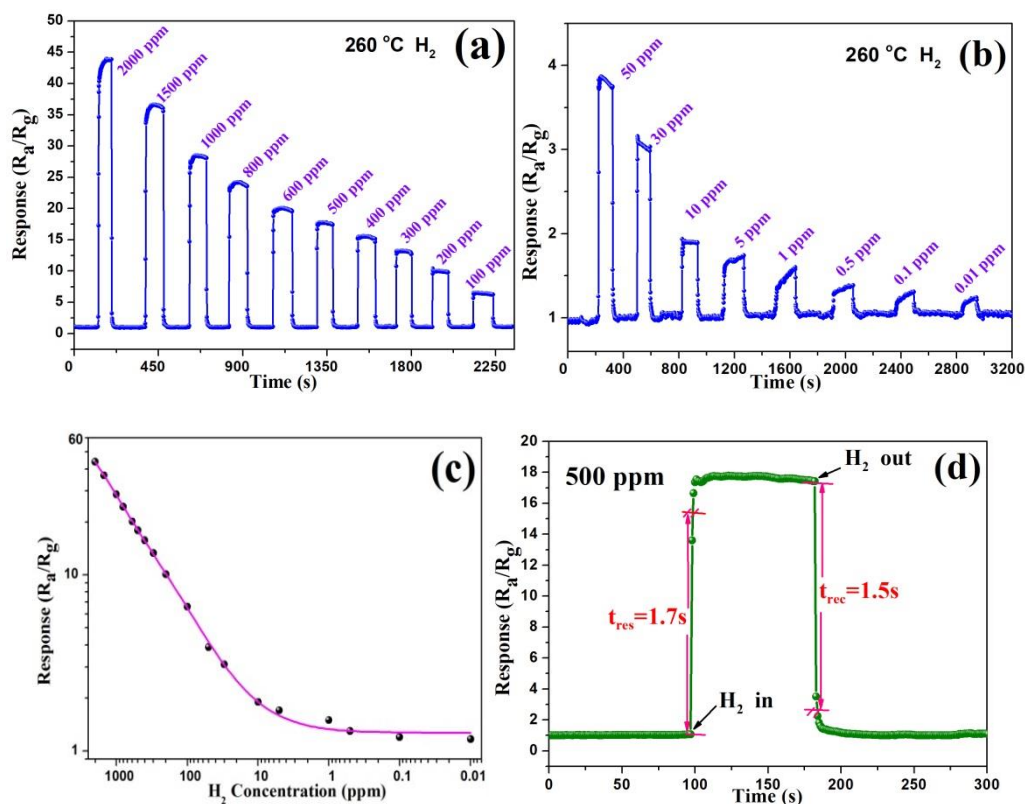 260 °C H₂ (a)
2000 ppm
1500 ppm
1000 ppm
800 ppm
600 ppm
500 ppm
400 ppm
300 ppm
200 ppm
100 ppm
50
45
40
35
30
25
20
15
10
5
0
Response (Rₐ/R_g)
0 450 900 1350 1800 2250
Time (s)
260 °C H₂ (b)
50 ppm
30 ppm
10 ppm
5 ppm
1 ppm
0.5 ppm
0.1 ppm
0.01 ppm
4
3
2
1
Response (Rₐ/R_g)
0 400 800 1200 1600 2000 2400 2800 3200
Time (s)
(c)
60
10
1
Response (Rₐ/R_g)
1000 100 10 1 0.1 0.01
H₂ Concentration (ppm)
500 ppm
H₂ out
(d)
t_res=1.7s
t_rec=1.5s
H₂ in
20
18
16
14
12
10
8
6
4
2
0
Response (Rₐ/R_g)
0 50 100 150 200 250 300
Time (s)